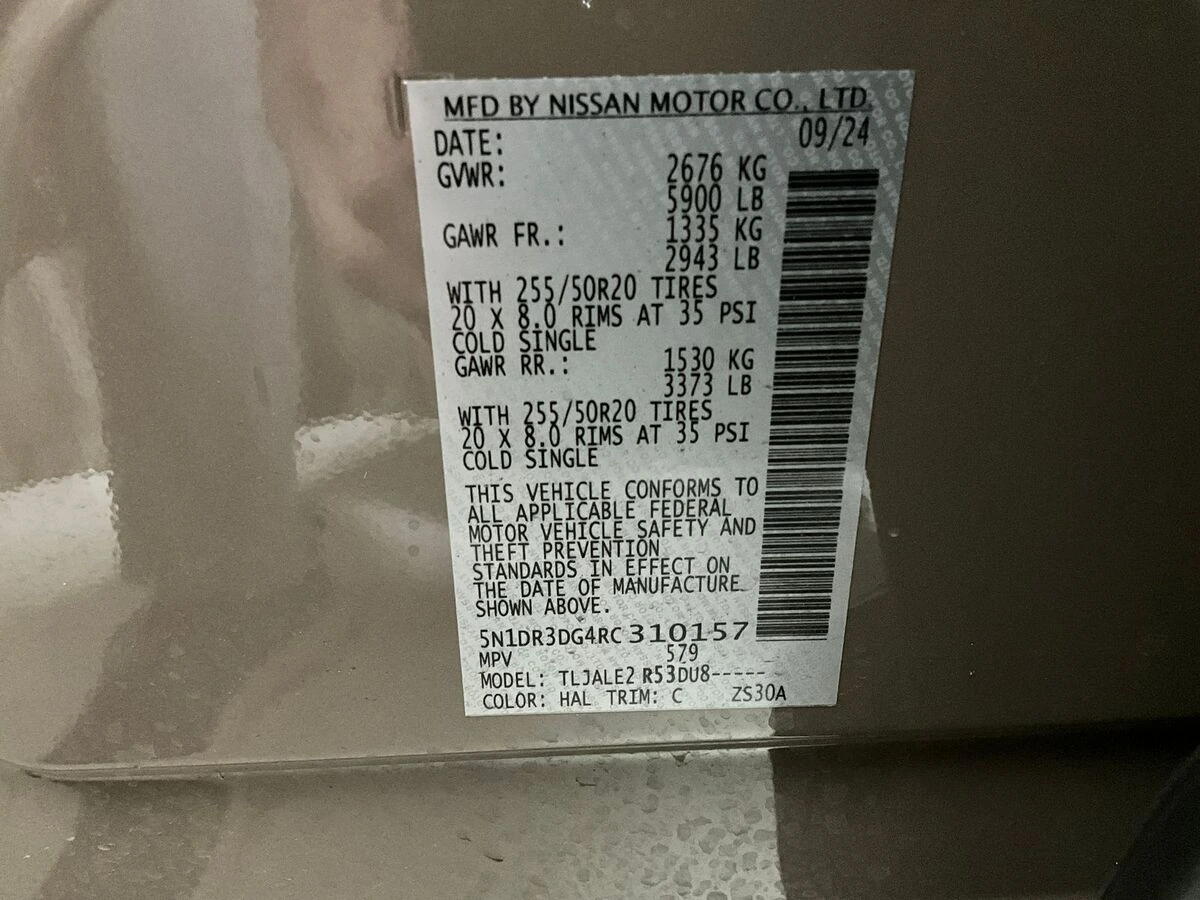 MFD BY NISSAN MOTOR CO., LTD.
DATE: 09/24
GVWR: 2676 KG
5900 LB
GAWR FR.: 1335 KG
2943 LB
WITH 255/50R20 TIRES
20 X 8.0 RIMS AT 35 PSI
COLD SINGLE
GAWR RR.: 1530 KG
3373 LB
WITH 255/50R20 TIRES
20 X 8.0 RIMS AT 35 PSI
COLD SINGLE
THIS VEHICLE CONFORMS TO
ALL APPLICABLE FEDERAL
MOTOR VEHICLE SAFETY AND
THEFT PREVENTION
STANDARDS IN EFFECT ON
THE DATE OF MANUFACTURE
SHOWN ABOVE.
5N1DR3DG4RC 310157
MPV 579
MODEL: TLJALE2 R53DU8-----
COLOR: HAL TRIM: C ZS30A